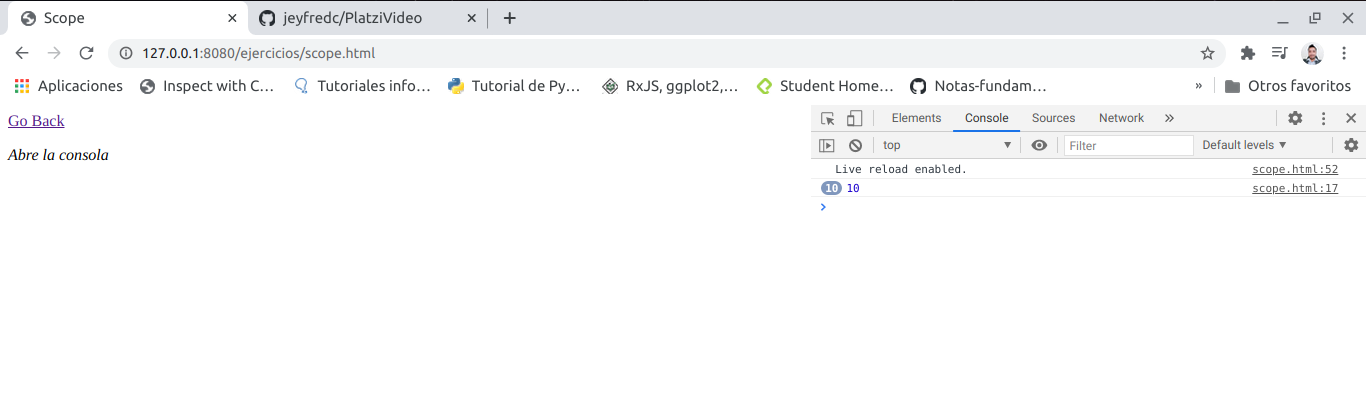 Scope
jeyfredc/PlatziVideo
127.0.0.1:8080/ejercicios/scope.html
Aplicaciones Inspect with C... Tutoriales info... Tutorial de Py... RxJS, ggplot2,... Student Home... Notas-fundam... » Otros favoritos
Go Back
Abre la consola
Elements Console Sources Network »
top Filter Default levels
Live reload enabled. scope.html:52
10 10 scope.html:17